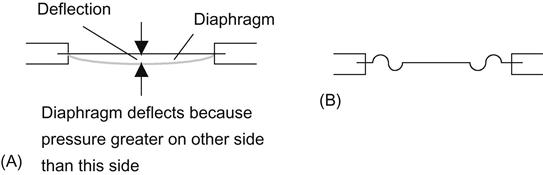 Deflection
Diaphragm
Diaphragm deflects because
pressure greater on other side
than this side
(A)
(B)